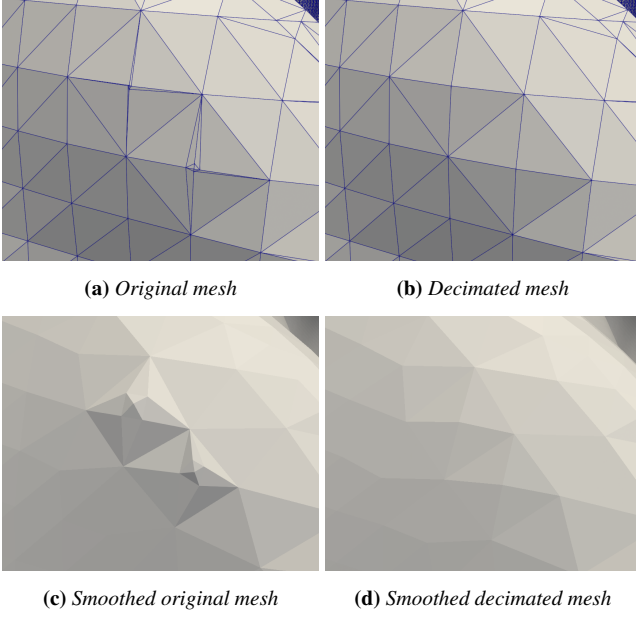 (a) Original mesh
(b) Decimated mesh
(c) Smoothed original mesh
(d) Smoothed decimated mesh